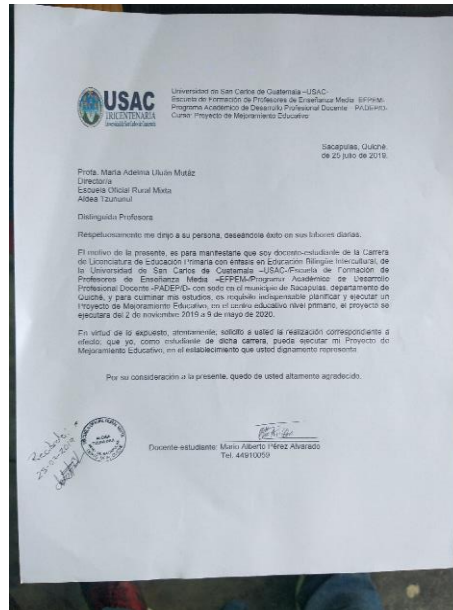 USAC
TRICENTENARIA
Universidad de San Carlos de Guatemala
Universidad de San Carlos de Guatemala –USAC-
Escuela de Formación de Profesores de Enseñanza Media -EFPEM-
Programa Académico de Desarrollo Profesional Docente - PADEP/D-
Curso: Proyecto de Mejoramiento Educativo
Sacapulas, Quiché,
de 25 julio de 2019.
Profa. María Adelma
Directora
Escuela Oficial Rural Mixta
Aldea Tzununul
Distinguida Profesora
Respetuosamente me dirijo a su persona, deseándole éxito en sus labores diarias.
El motivo de la presente, es para manifestarle que soy docente-estudiante de la Carrera
de Licenciatura de Educación Primaria con énfasis en Educación Bilingüe Intercultural, de
la Universidad de San Carlos de Guatemala –USAC-/Escuela de Formación de
Profesores de Enseñanza Media –EFPEM-/Programa Académico de Desarrollo
Profesional Docente -PADEP/D- con sede en el municipio de Sacapulas, departamento de
Quiché, y para culminar mis estudios, es requisito indispensable planificar y ejecutar un
Proyecto de Mejoramiento Educativo, en el centro educativo nivel primario, el proyecto se
ejecutara del 2 de noviembre 2019 a 9 de mayo de 2020.
En virtud de lo expuesto, atentamente, solicito a usted la realización correspondiente a
efecto, que yo, como estudiante de dicha carrera, pueda ejecutar mi Proyecto de
Mejoramiento Educativo, en el establecimiento que usted dignamente representa
Por su consideración a la presente, quedo de usted altamente agradecido.
Recibido:
Docente-estudiante: Mario Alberto Pérez Alvarado
Tel. 44910059